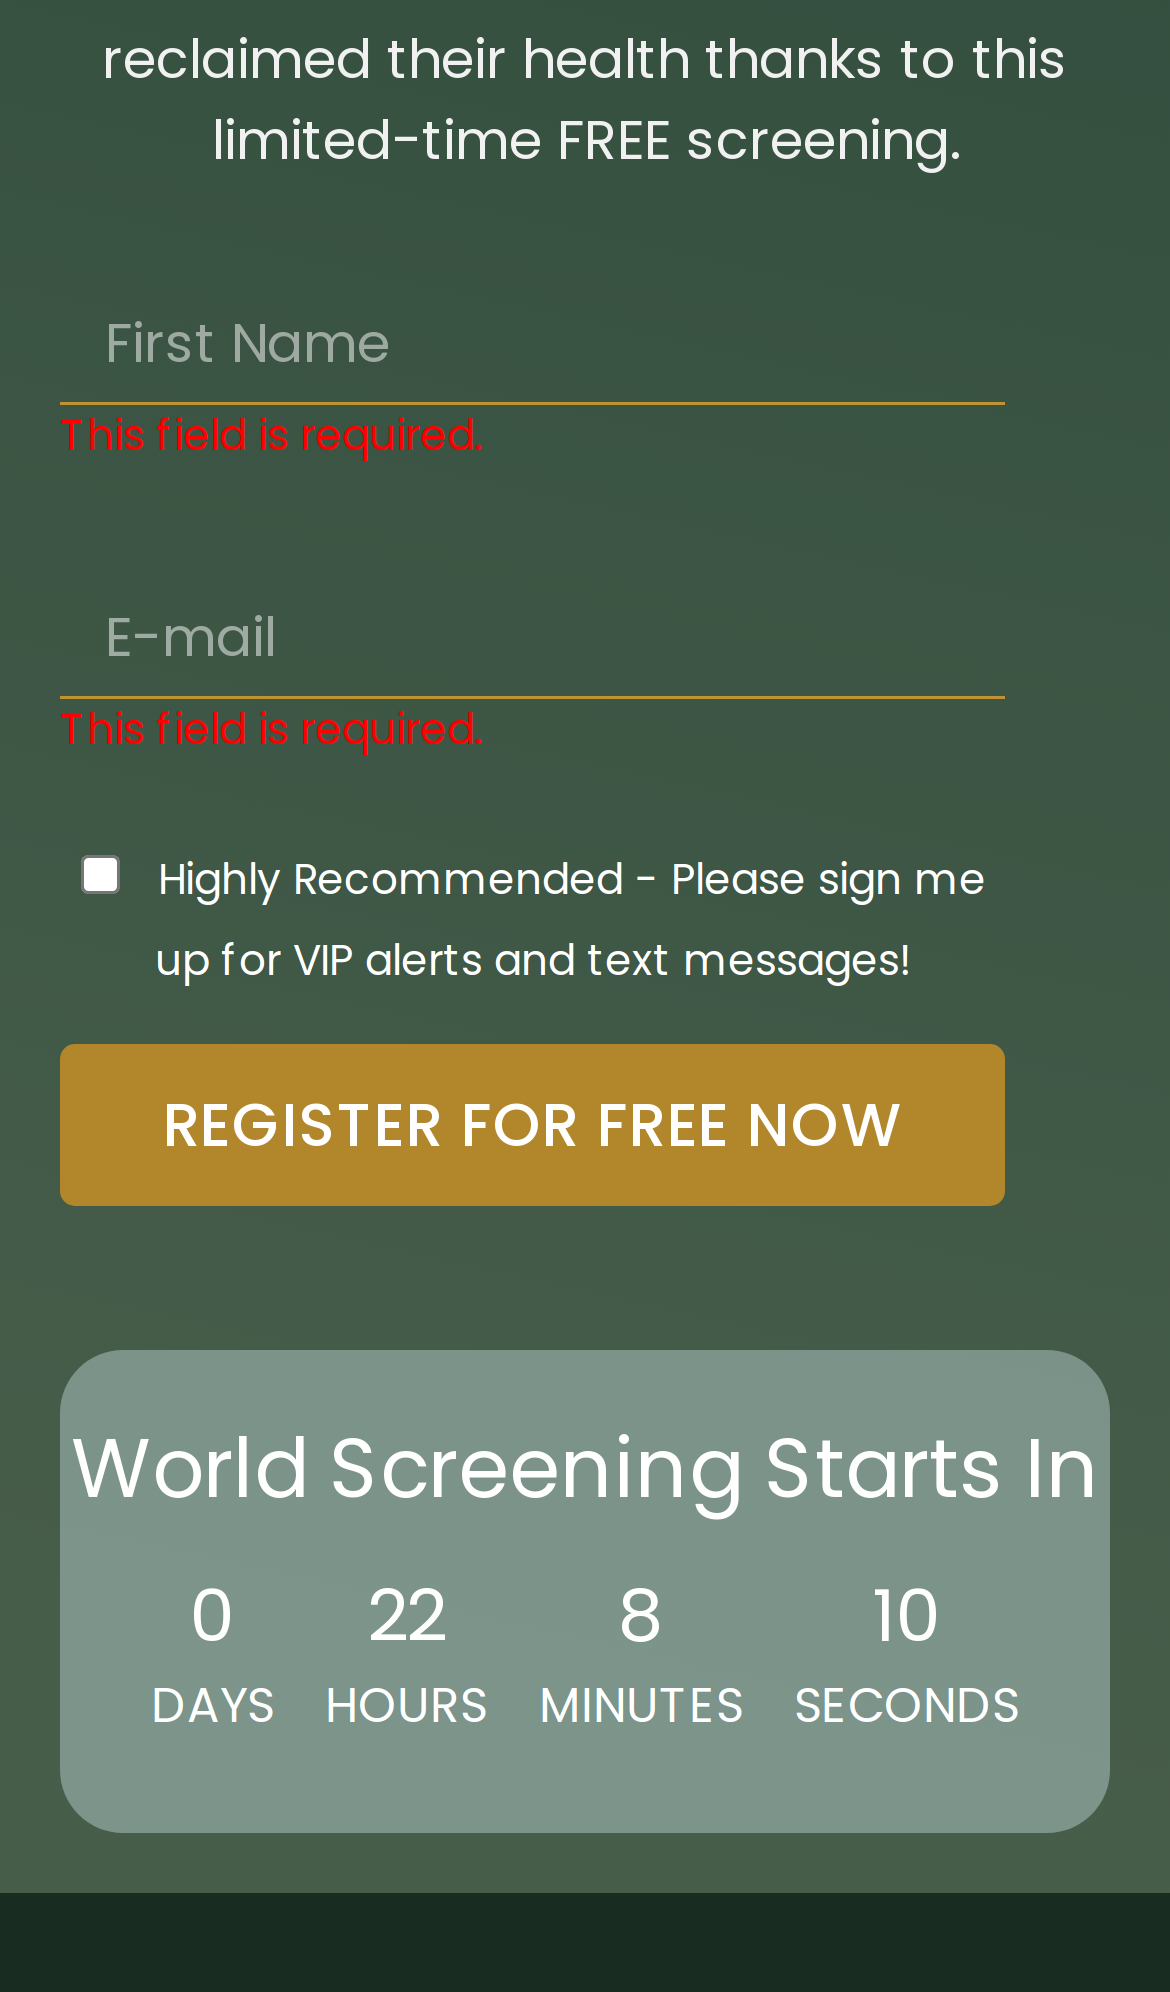 reclaimed their health thanks to this
limited-time FREE screening.
First Name
This field is required.
E-mail
This field is required.
Highly Recommended - Please sign me
up for VIP alerts and text messages!
REGISTER FOR FREE NOW
World Screening Starts In
0 22 8 10
DAYS HOURS MINUTES SECONDS